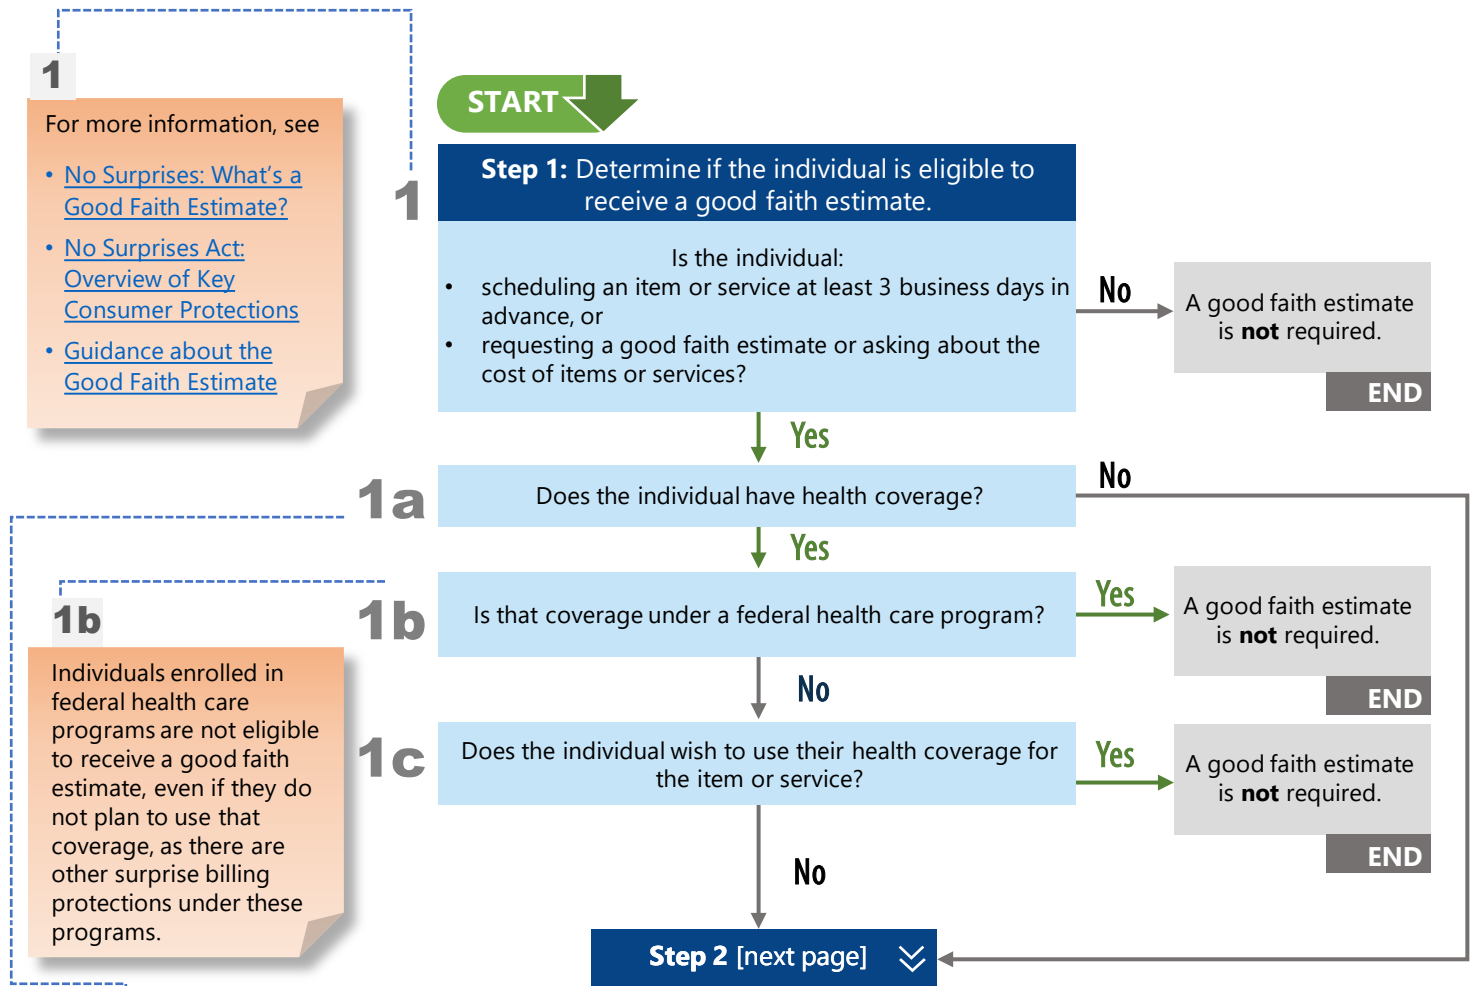 1
For more information, see
• No Surprises: What's a
Good Faith Estimate?
• No Surprises Act:
Overview of Key
Consumer Protections
• Guidance about the
Good Faith Estimate
START
1
Step 1: Determine if the individual is eligible to
receive a good faith estimate.
Is the individual:
• scheduling an item or service at least 3 business days in
advance, or
• requesting a good faith estimate or asking about the
cost of items or services?
No
A good faith estimate
is not required.
END
Yes
1a
Does the individual have health coverage?
No
Yes
1b
Is that coverage under a federal health care program?
Yes
A good faith estimate
is not required.
END
1b
Individuals enrolled in
federal health care
programs are not eligible
to receive a good faith
estimate, even if they do
not plan to use that
coverage, as there are
other surprise billing
protections under these
programs.
No
1c
Does the individual wish to use their health coverage for
the item or service?
Yes
A good faith estimate
is not required.
END
No
Step 2 [next page]